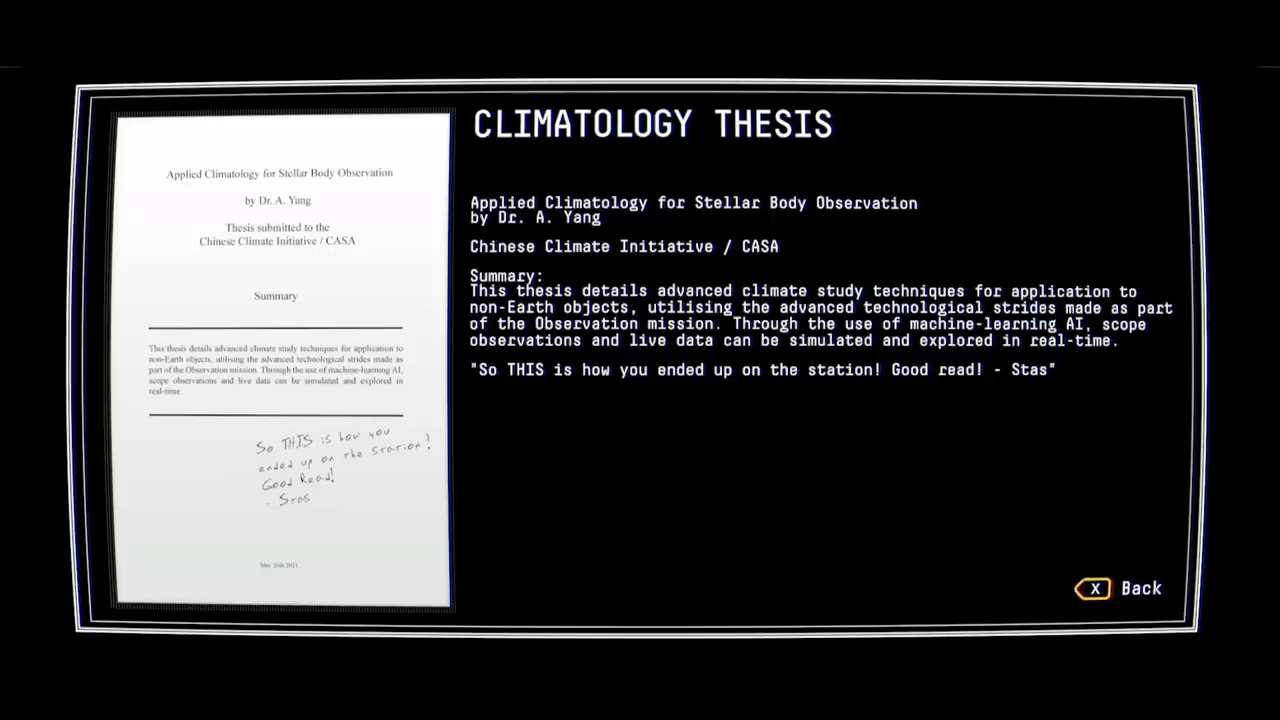 Applied Climatology for Stellar Body Observation
by Dr. A. Yang
Thesis submitted to the
Chinese Climate Initiative / CASA
Summary
This thesis details advanced climate study techniques for application to
non-Earth objects, utilising the advanced technological strides made as
part of the Observation mission. Through the use of machine-learning AI,
scope observations and live data can be simulated and explored in
real-time.
So THIS is how you
ended up on the station!
Good Read!
- Stas
2021
CLIMATOLOGY THESIS
Applied Climatology for Stellar Body Observation
by Dr. A. Yang
Chinese Climate Initiative / CASA
Summary:
This thesis details advanced climate study techniques for application to
non-Earth objects, utilising the advanced technological strides made as part
of the Observation mission. Through the use of machine-learning AI, scope
observations and live data can be simulated and explored in real-time.
"So THIS is how you ended up on the station! Good read! - Stas"
X Back